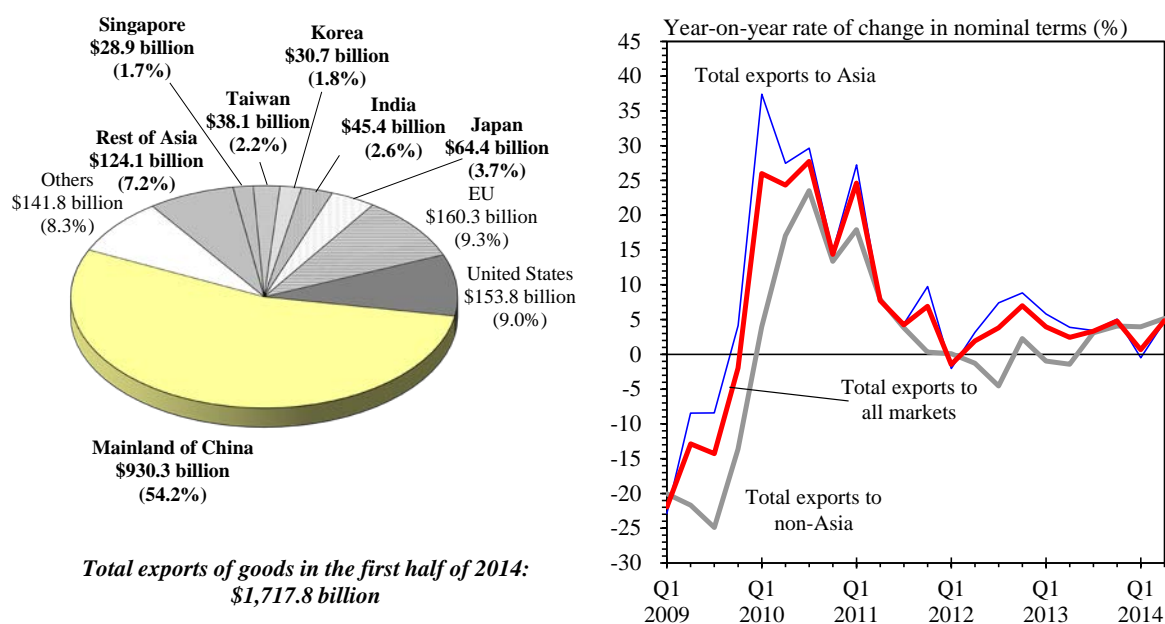 Singapore
$28.9 billion
(1.7%)
Korea
$30.7 billion
(1.8%)
Taiwan
$38.1 billion
(2.2%)
India
$45.4 billion
(2.6%)
Japan
$64.4 billion
(3.7%)
Rest of Asia
$124.1 billion
(7.2%)
Others
$141.8 billion
(8.3%)
EU
$160.3 billion
(9.3%)
United States
$153.8 billion
(9.0%)
Mainland of China
$930.3 billion
(54.2%)
Total exports of goods in the first half of 2014:
$1,717.8 billion
Year-on-year rate of change in nominal terms (%)
45
40
35
30
25
20
15
10
5
0
-5
-10
-15
-20
-25
-30
Total exports to Asia
Total exports to
all markets
Total exports to
non-Asia
Q1 Q1 Q1 Q1 Q1 Q1
2009 2010 2011 2012 2013 2014